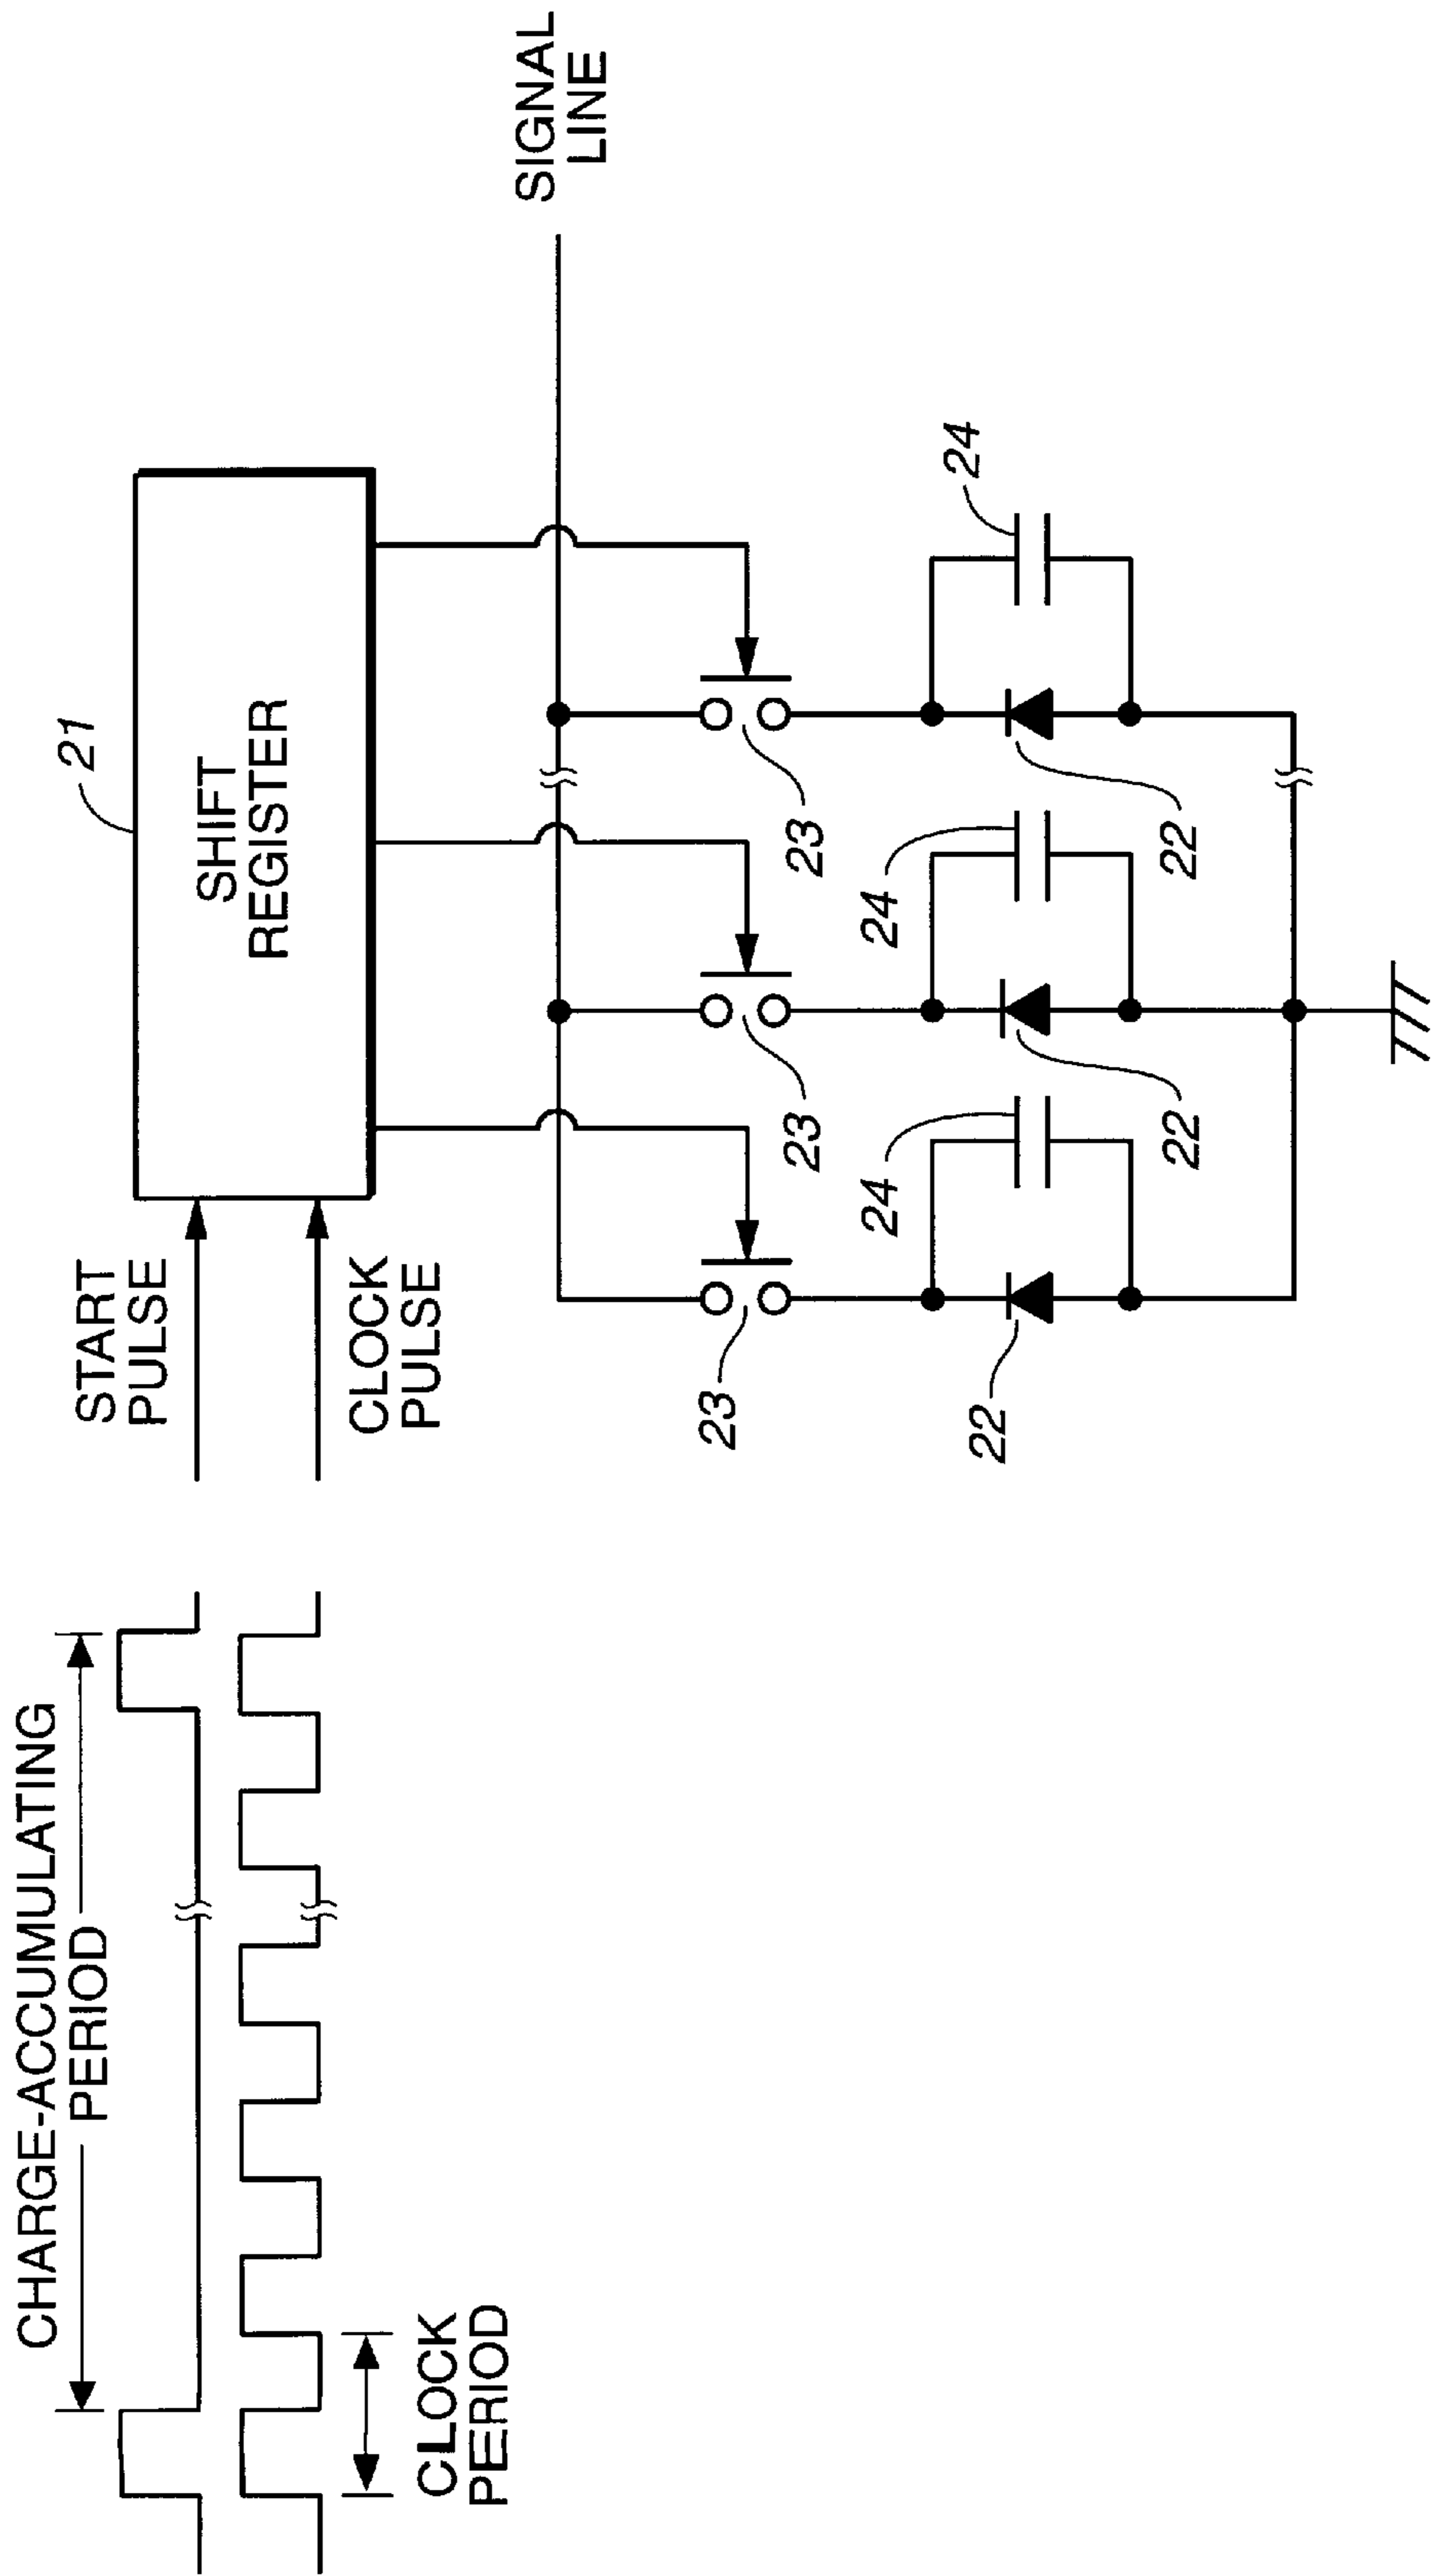 CHARGE-ACCUMULATING
PERIOD
CLOCK
PERIOD
START
PULSE
CLOCK
PULSE
21
SHIFT
REGISTER
SIGNAL
LINE
23
23
23
24
24
24
22
22
22